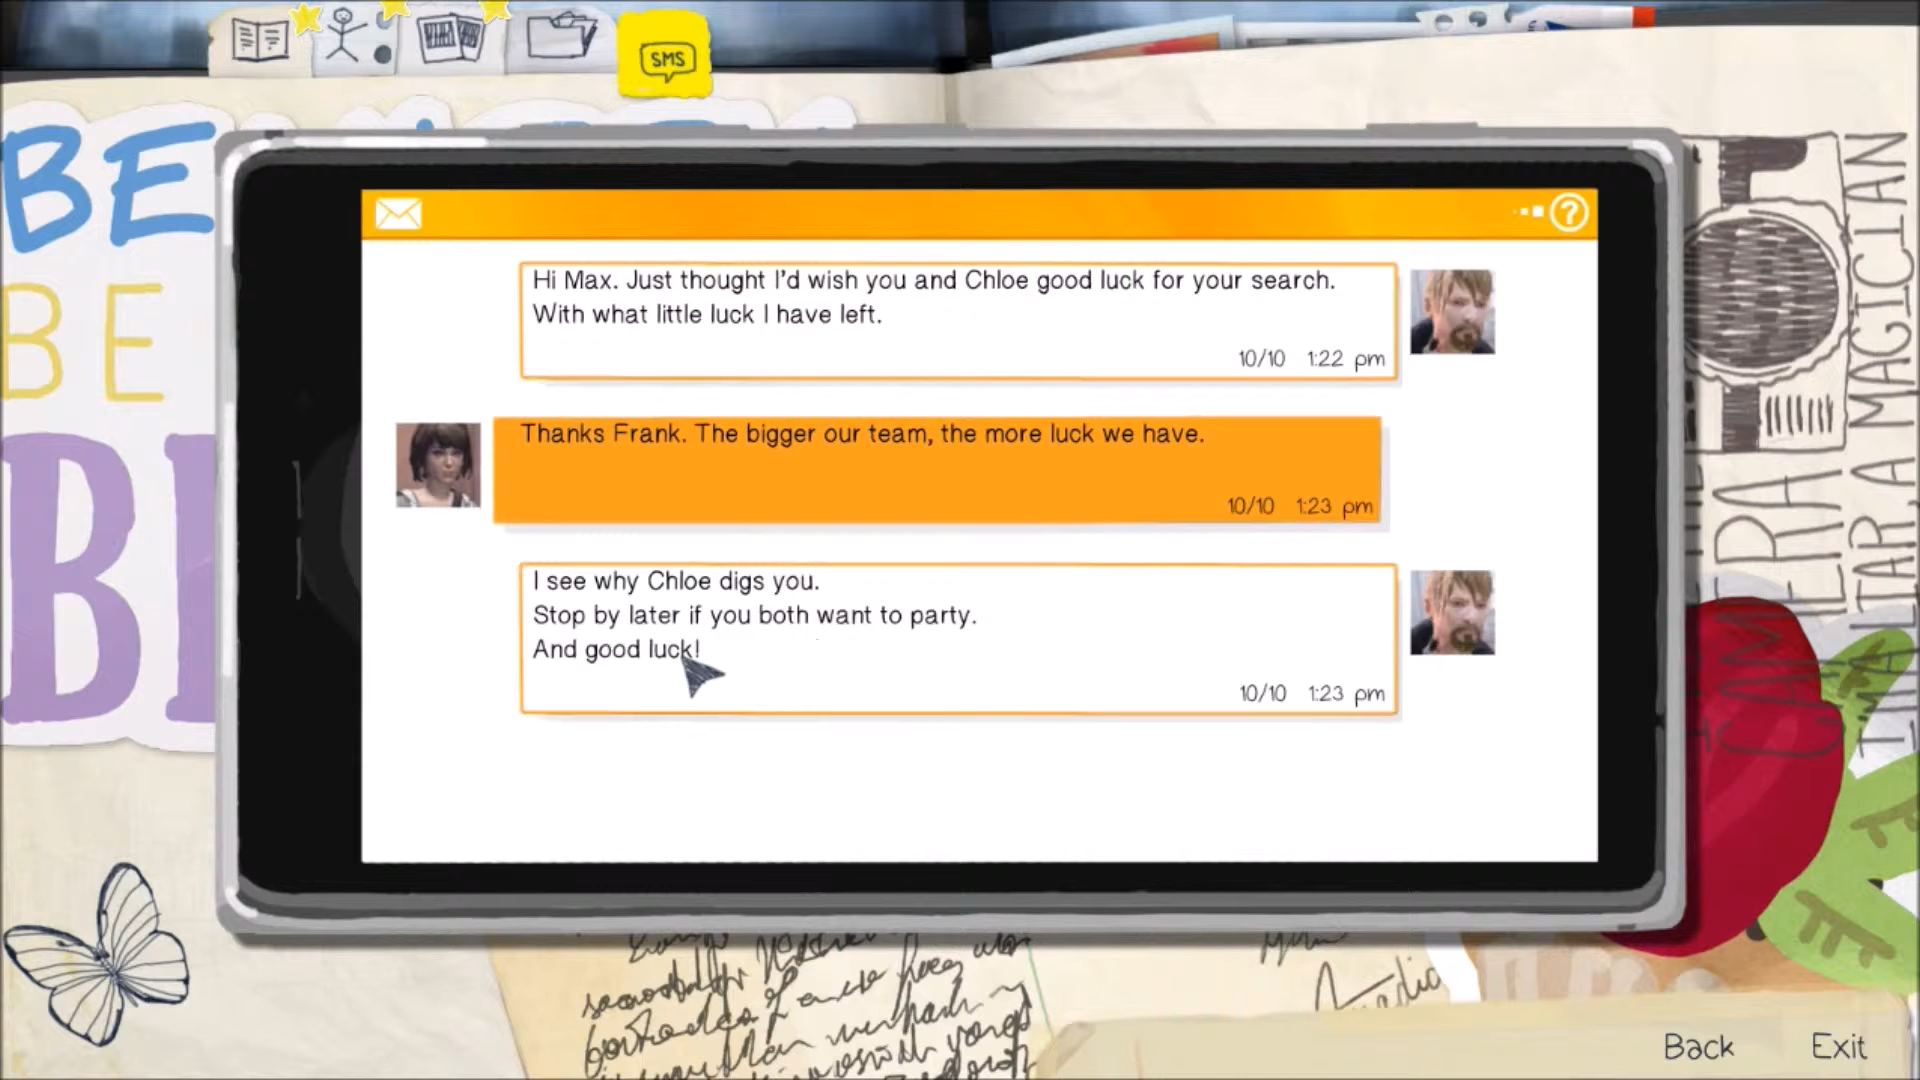 SMS
BE
BE
Hi Max. Just thought I'd wish you and Chloe good luck for your search.
With what little luck I have left.
10/10 1:22 pm
Thanks Frank. The bigger our team, the more luck we have.
10/10 1:23 pm
I see why Chloe digs you.
Stop by later if you both want to party.
And good luck!
10/10 1:23 pm
CAMERA
MAGICIAN
Back
Exit